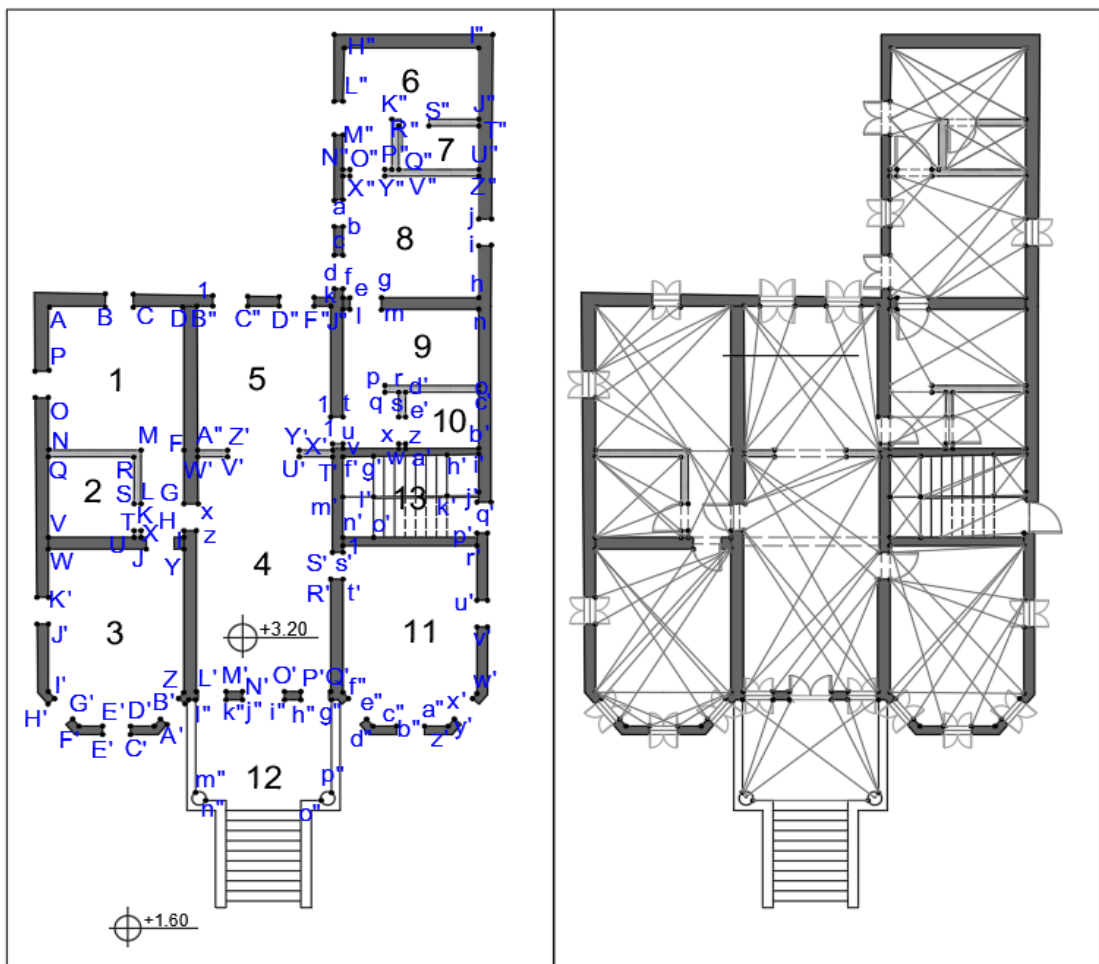 H" I"
6
L"
K" S" J"
R" T"
M"
N" O" P" Q" 7 U"
X" Y" V" Z"
a
b j
c 8 i
d f g h
e
1 k
A B C D B" C" D" F" J" l m n
P 9
1 5 p r d' o
q s e' c'
O 1 t 10
N M F A" Z' Y' X' 1 u v x z b'
Q R W' V' U' T' f' g' w a' h' i'
2 S L G
K H x m' l' 13 k' j'
V T X z n' o' q'
U I p'
W J Y S' s' 1 r'
4
K' R' t' u'
+3.20
J' 3 11 v'
I' Z L' M' N' O' P' Q' f" w'
H' G' E' D' B' l" k" j" i" h" g" e" c" a" x'
F' E' C' A' d" b" z' y'
m" 12 p"
n" o"
+1.60